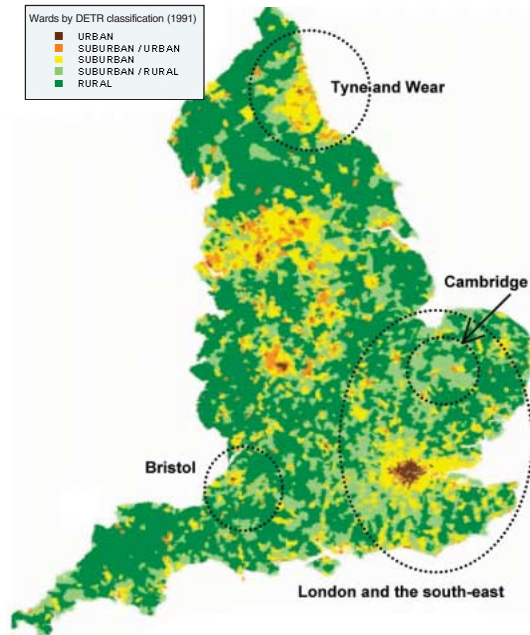 Wards by DETR classification (1991)
URBAN
SUBURBAN / URBAN
SUBURBAN
SUBURBAN / RURAL
RURAL
Tyne and Wear
Cambridge
Bristol
London and the south-east